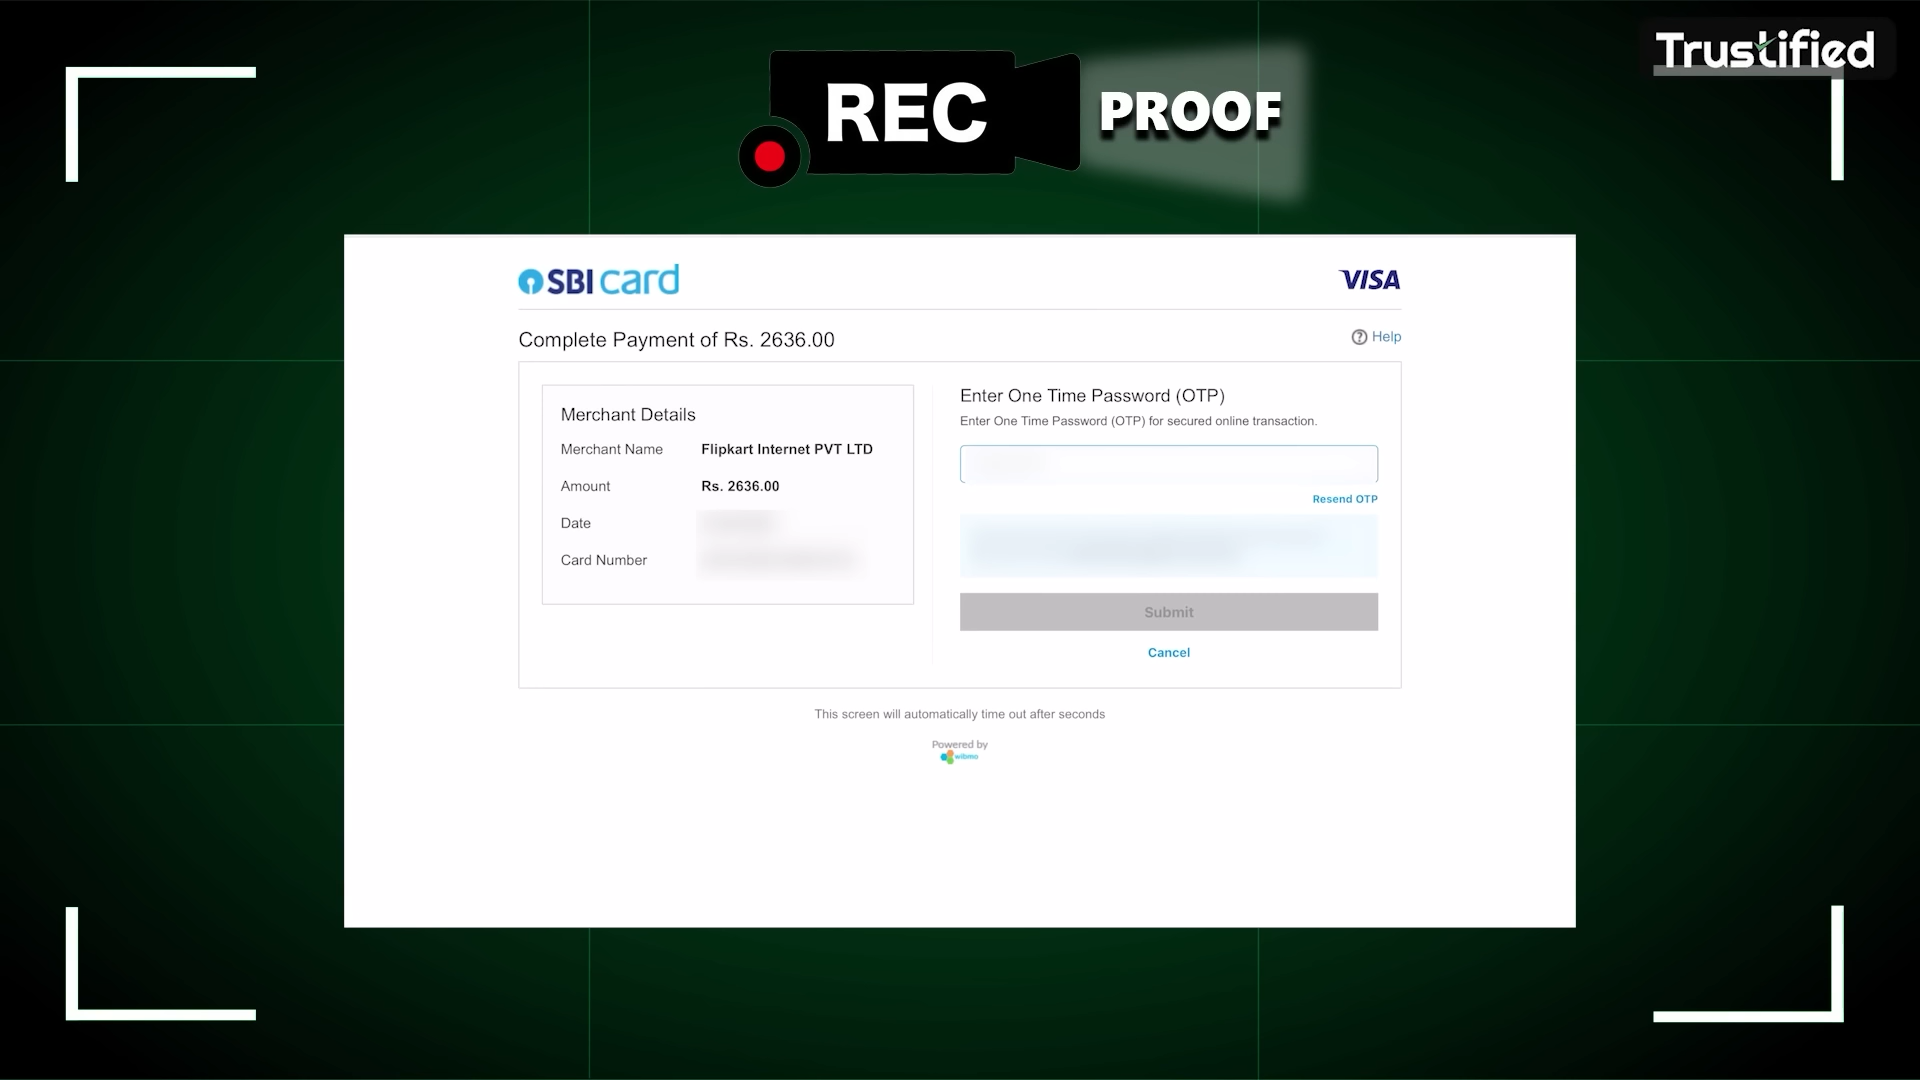 Trustified
REC
PROOF
SBI card
VISA
Complete Payment of Rs. 2636.00
? Help
Merchant Details
Merchant Name Flipkart Internet PVT LTD
Amount Rs. 2636.00
Date
Card Number
Enter One Time Password (OTP)
Enter One Time Password (OTP) for secured online transaction.
Resend OTP
Submit
Cancel
This screen will automatically time out after seconds
Powered by
wibmo